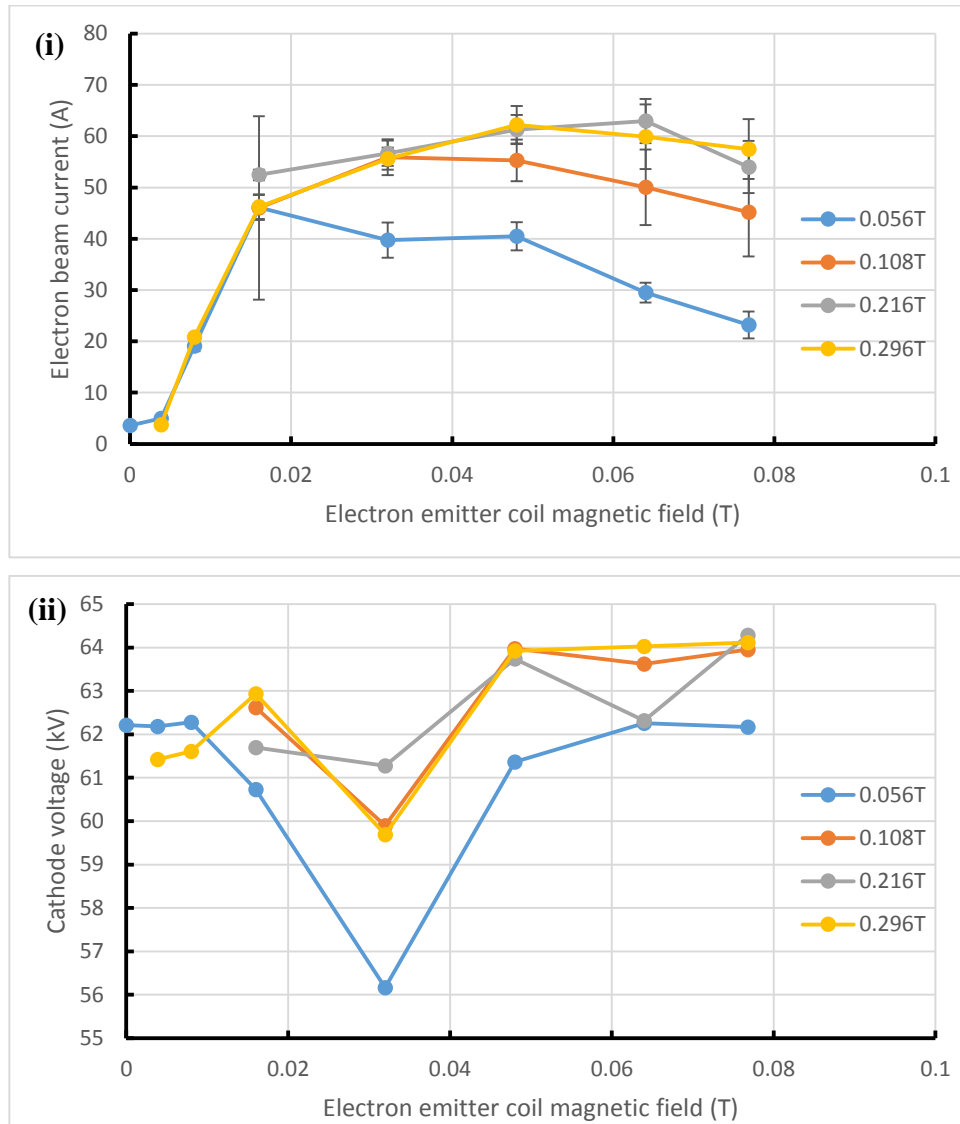 (i)
80
70
60
50
40
30
20
10
0
Electron beam current (A)
0.056T
0.108T
0.216T
0.296T
0 0.02 0.04 0.06 0.08 0.1
Electron emitter coil magnetic field (T)
(ii)
65
64
63
62
61
60
59
58
57
56
55
Cathode voltage (kV)
0.056T
0.108T
0.216T
0.296T
0 0.02 0.04 0.06 0.08 0.1
Electron emitter coil magnetic field (T)